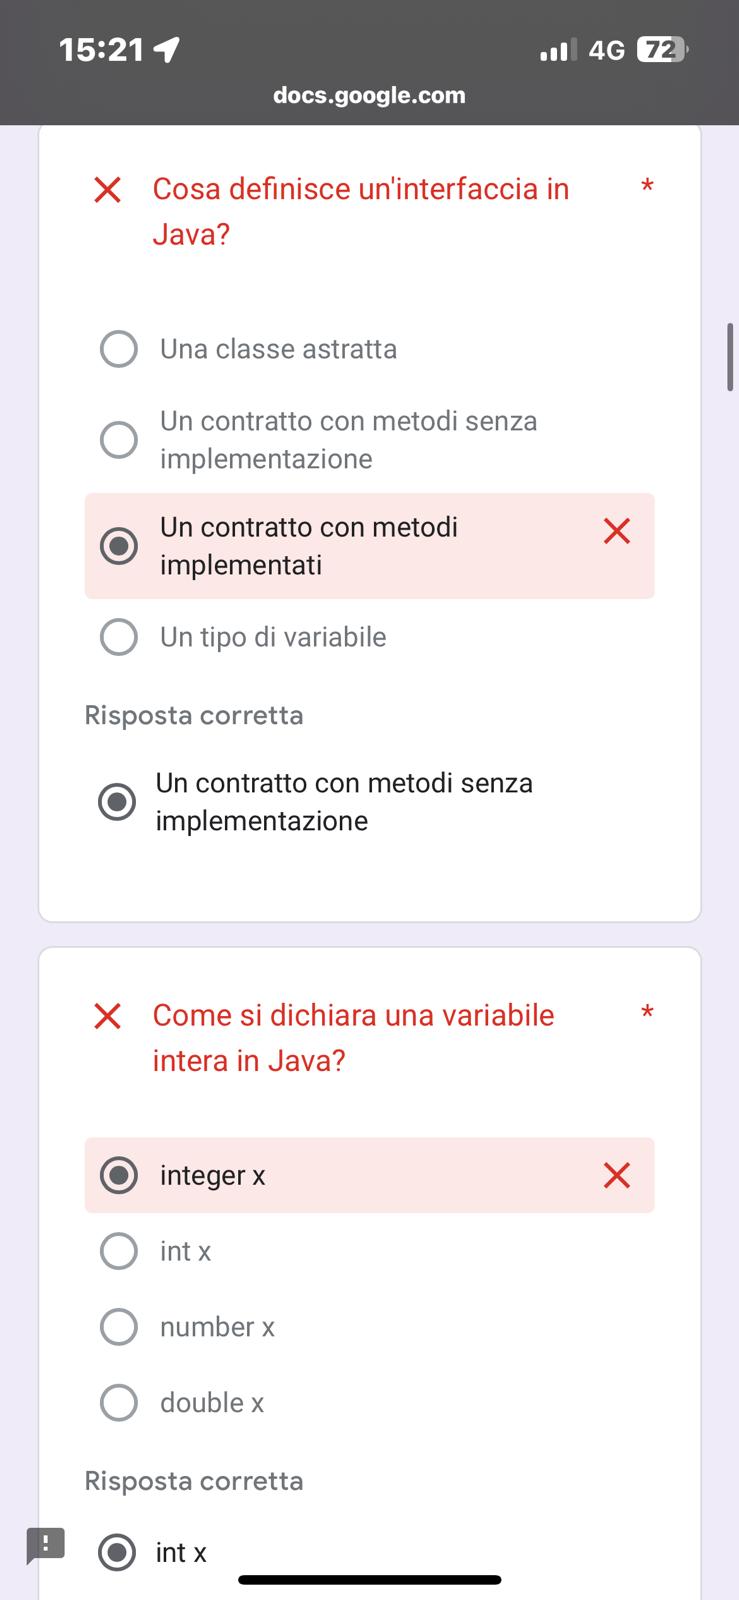 15:21
4G
72
docs.google.com
Cosa definisce un'interfaccia in *
Java?
Una classe astratta
Un contratto con metodi senza
implementazione
Un contratto con metodi
implementati
Un tipo di variabile
Risposta corretta
Un contratto con metodi senza
implementazione
Come si dichiara una variabile *
intera in Java?
integer x
int x
number x
double x
Risposta corretta
int x